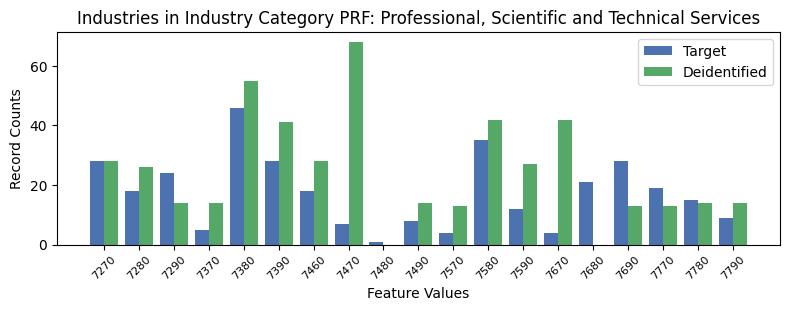 Industries in Industry Category PRF: Professional, Scientific and Technical Services
Target
Deidentified
Record Counts
60
40
20
0
7270 7280 7290 7370 7380 7390 7460 7470 7480 7490 7570 7580 7590 7670 7680 7690 7770 7780 7790
Feature Values